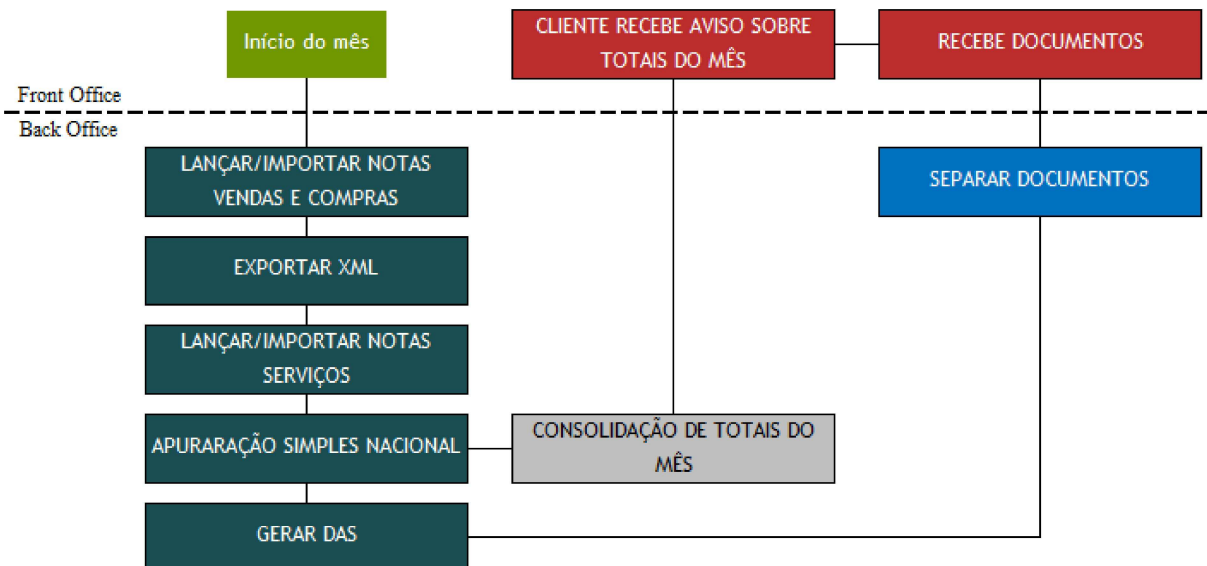 Início do mês
CLIENTE RECEBE AVISO SOBRE
TOTAIS DO MÊS
RECEBE DOCUMENTOS
Front Office
Back Office
LANÇAR/IMPORTAR NOTAS
VENDAS E COMPRAS
SEPARAR DOCUMENTOS
EXPORTAR XML
LANÇAR/IMPORTAR NOTAS
SERVIÇOS
APURARAÇÃO SIMPLES NACIONAL
CONSOLIDAÇÃO DE TOTAIS DO
MÊS
GERAR DAS